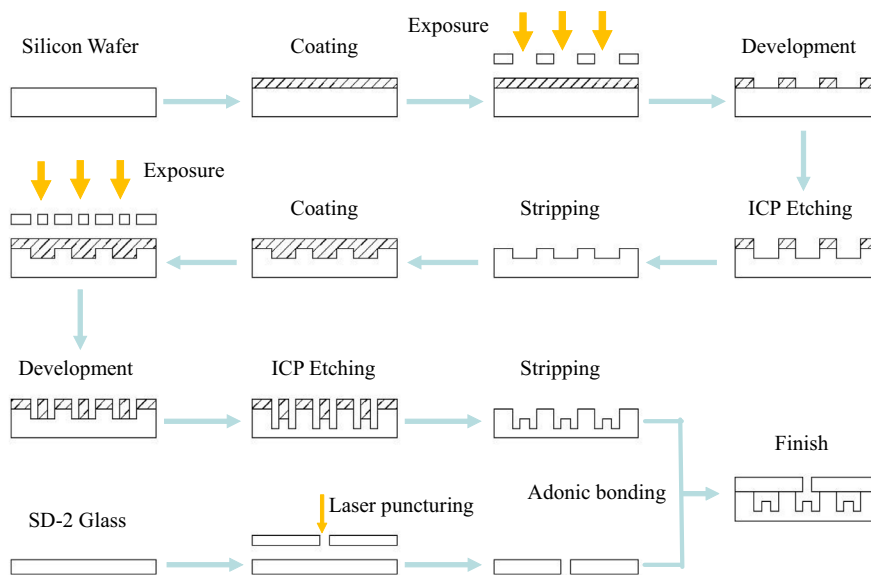 Silicon Wafer
Coating
Exposure
Development
Exposure
Coating
Stripping
ICP Etching
Development
ICP Etching
Stripping
Finish
SD-2 Glass
Laser puncturing
Adonic bonding